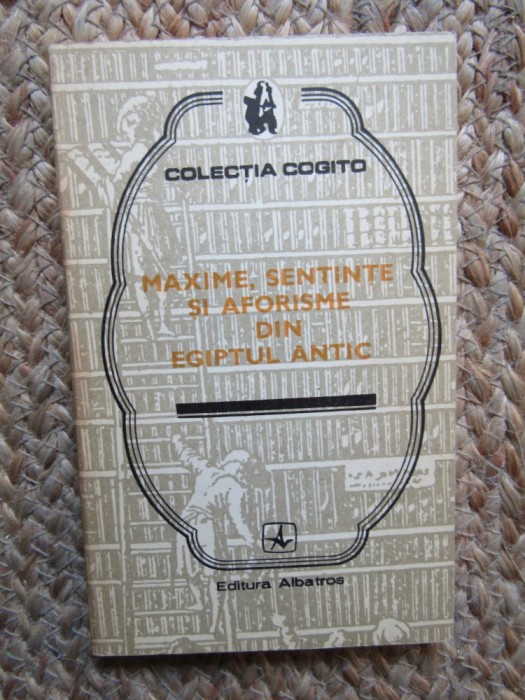 COLECȚIA COGITO
MAXIME, SENTINȚE
ȘI AFORISME
DIN
EGIPTUL ANTIC
Editura Albatros